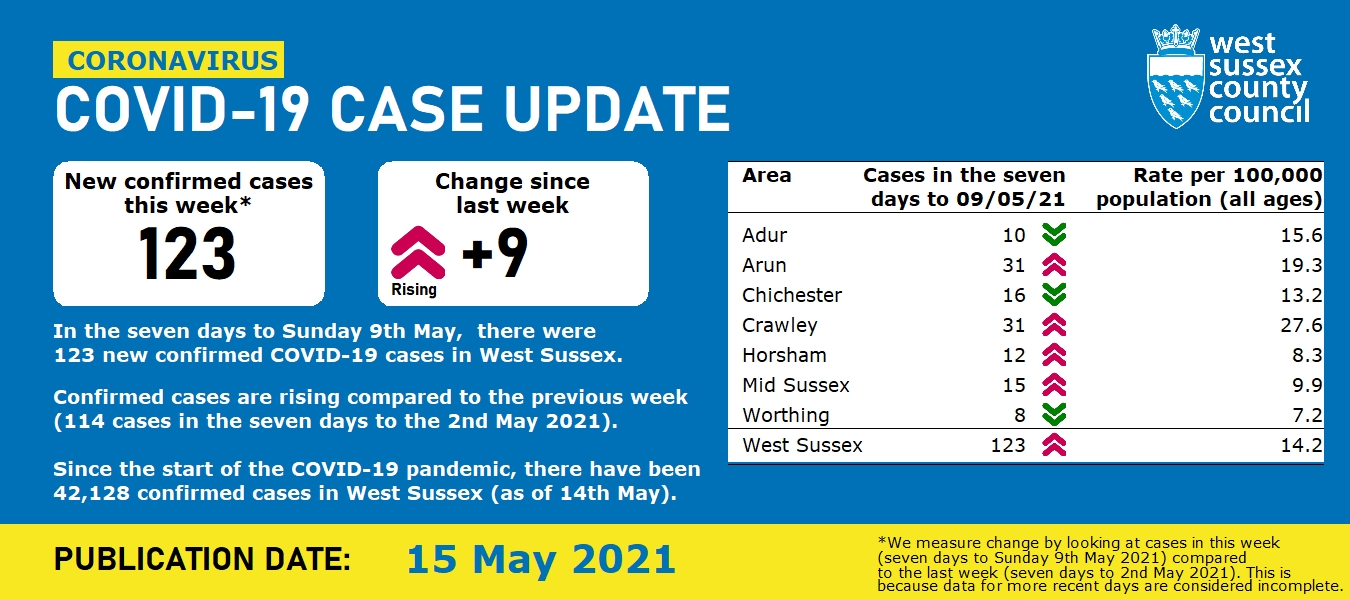 CORONAVIRUS
COVID-19 CASE UPDATE
west
sussex
county
council
New confirmed cases
this week*
123
Change since
last week
+9
Rising
In the seven days to Sunday 9th May, there were
123 new confirmed COVID-19 cases in West Sussex.
Confirmed cases are rising compared to the previous week
(114 cases in the seven days to the 2nd May 2021).
Since the start of the COVID-19 pandemic, there have been
42,128 confirmed cases in West Sussex (as of 14th May).
Area Cases in the seven Rate per 100,000
days to 09/05/21 population (all ages)
Adur 10 15.6
Arun 31 19.3
Chichester 16 13.2
Crawley 31 27.6
Horsham 12 8.3
Mid Sussex 15 9.9
Worthing 8 7.2
West Sussex 123 14.2
PUBLICATION DATE: 15 May 2021
*We measure change by looking at cases in this week
(seven days to Sunday 9th May 2021) compared
to the last week (seven days to 2nd May 2021). This is
because data for more recent days are considered incomplete.